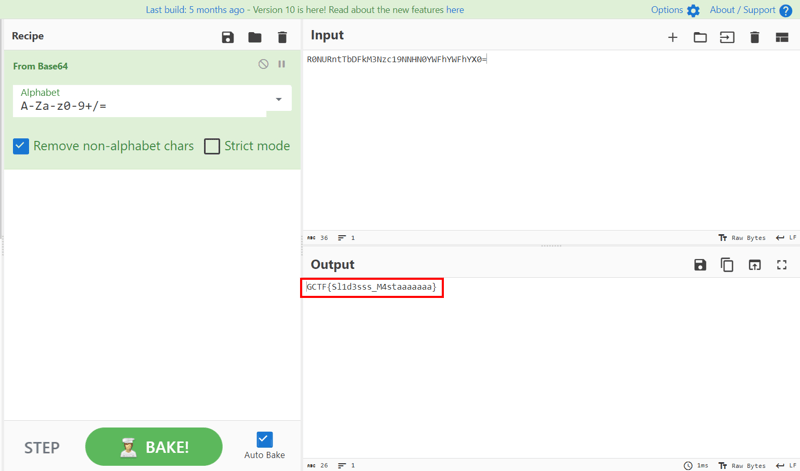 Last build: 5 months ago - Version 10 is here! Read about the new features here
Options
About / Support
Recipe
From Base64
Alphabet
A-Za-z0-9+/=
Remove non-alphabet chars
Strict mode
STEP
BAKE!
Auto Bake
Input
R0NURntTbDFkM3Nzc19NNHN0YWFhYWFhYX0=
ABC 36 1
Tт Raw Bytes LF
Output
GCTF{Sl1d3sss_M4staaaaaaa}
ABC 26 1
1ms Tт Raw Bytes LF